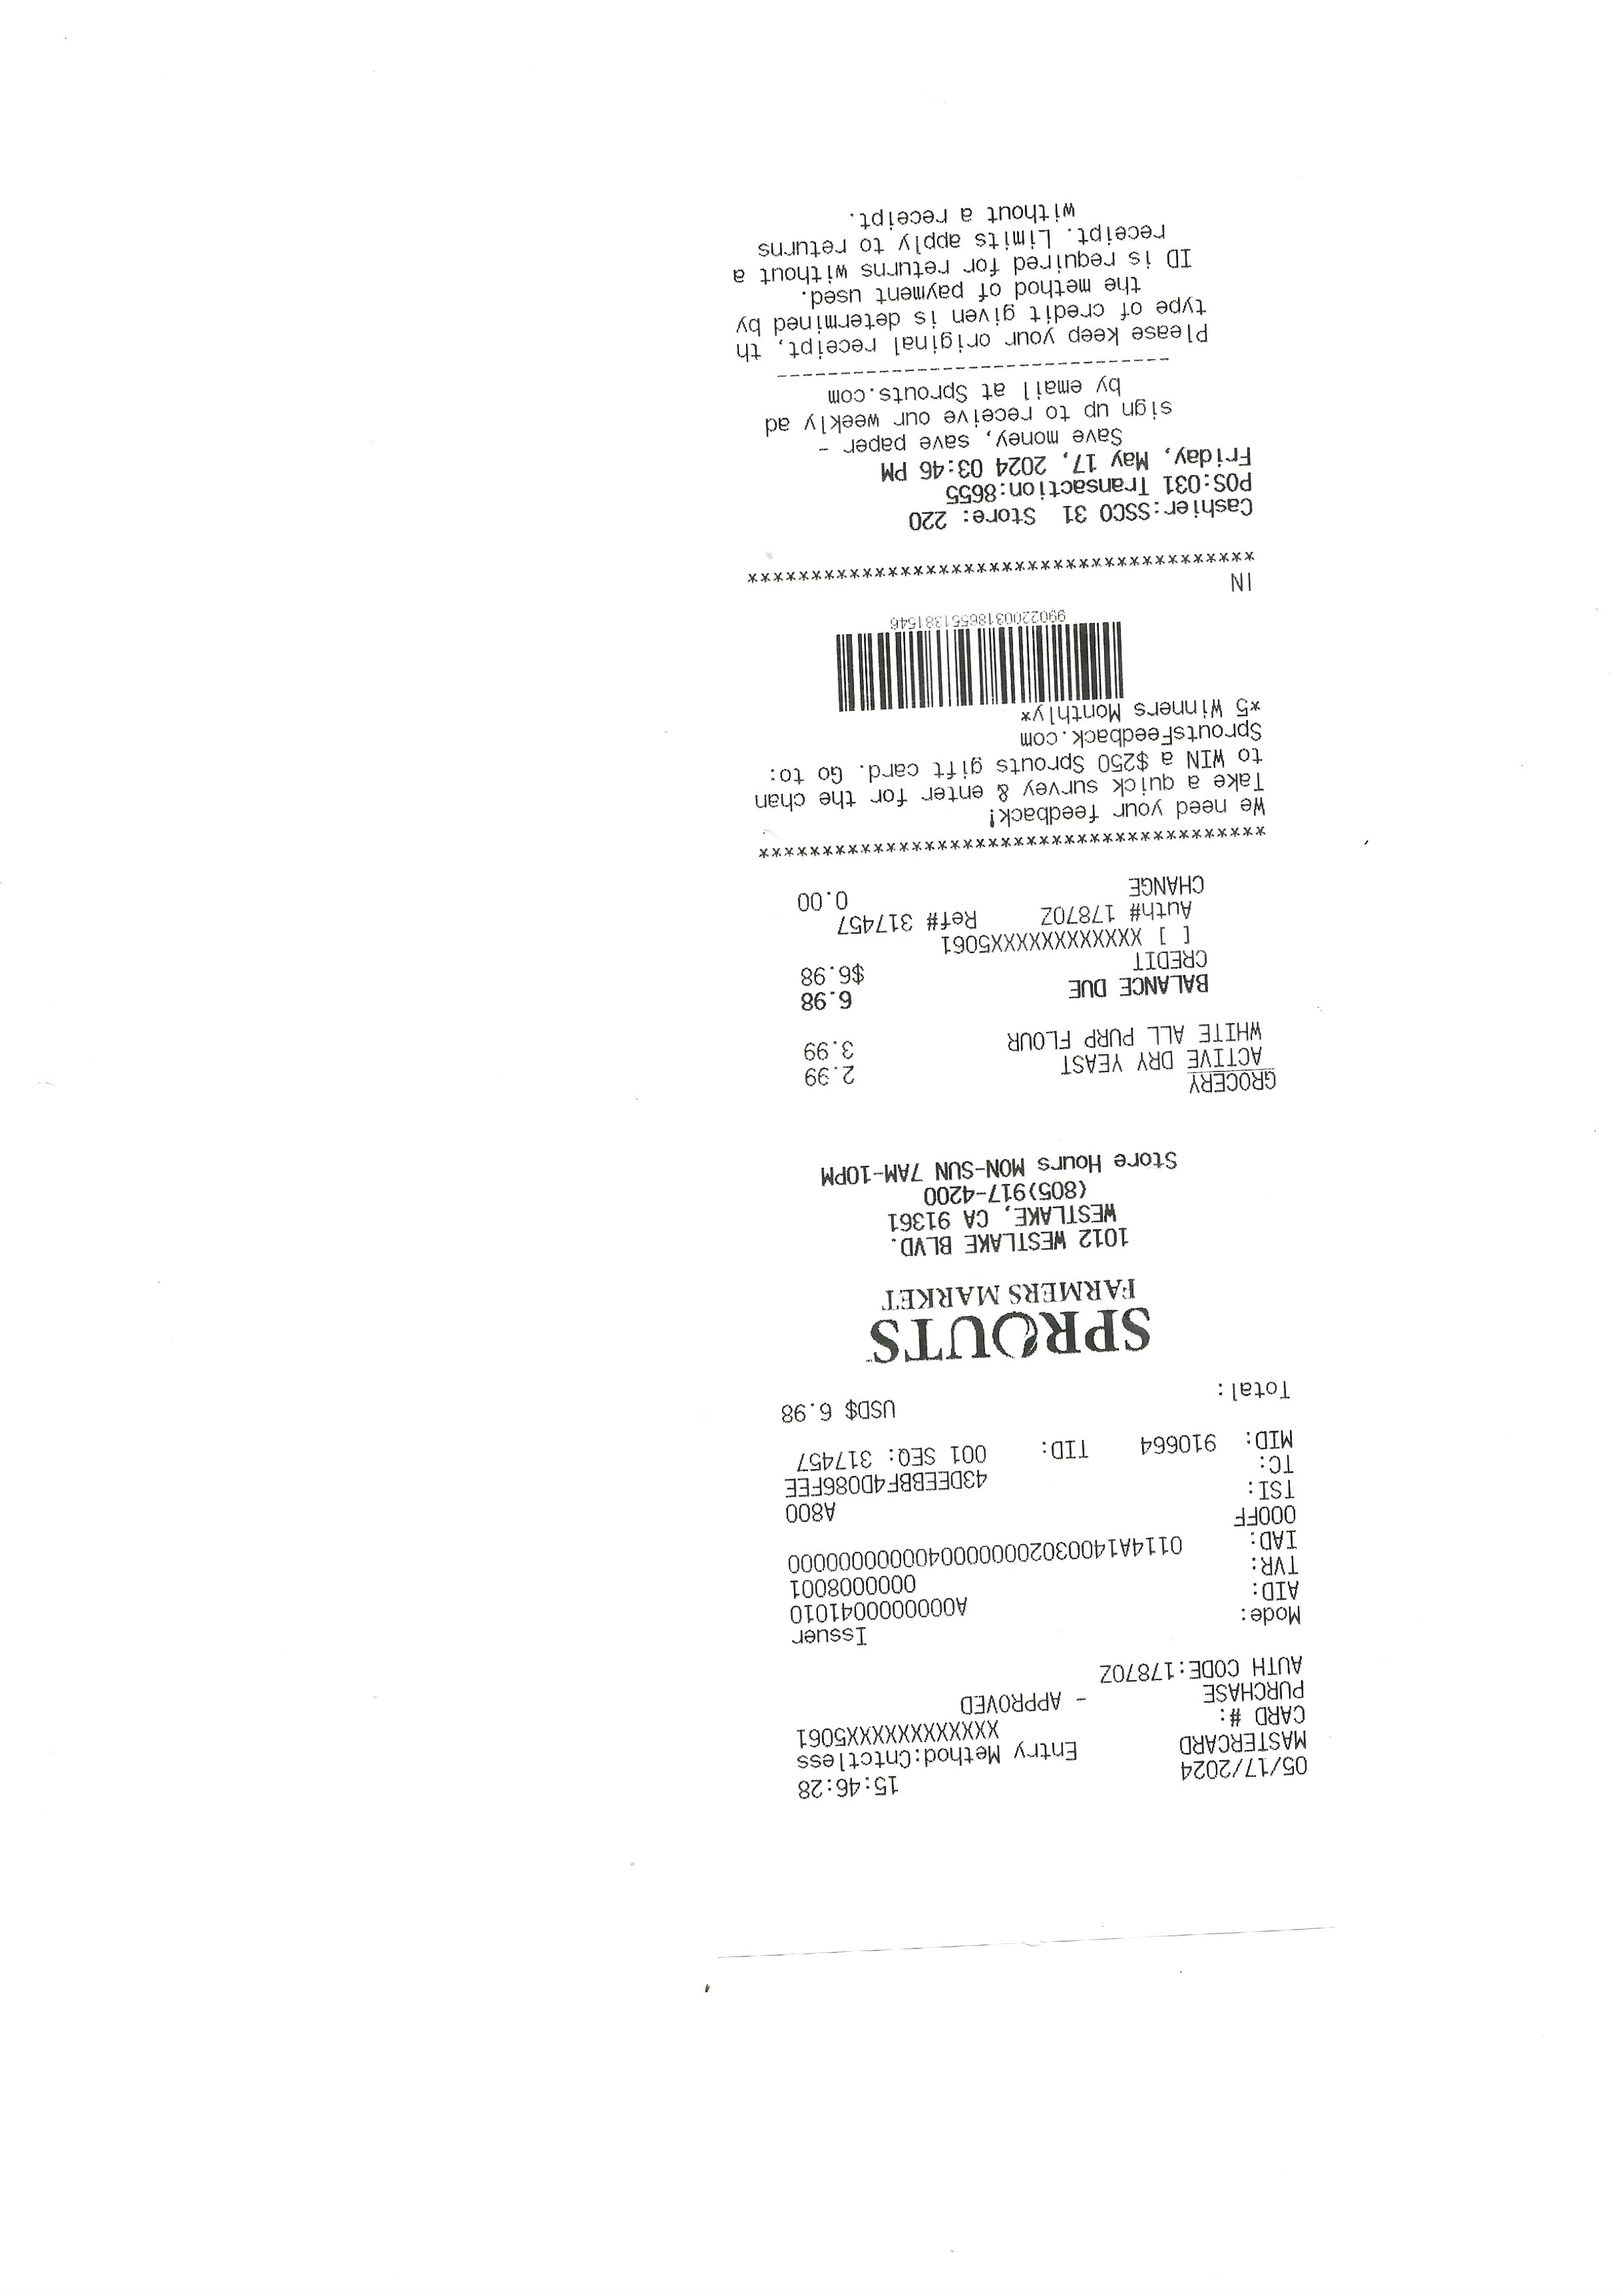 05/17/2024 15:46:28
MASTERCARD Entry Method:Cntctless
CARD #: XXXXXXXXXXXX5061
PURCHASE - APPROVED
AUTH CODE:17870Z
Mode: Issuer
AID: A0000000041010
TVR: 0000008001
IAD: 0114A14003020000000400000000000
000FF
TSI: A800
TC: 43DEEBBF4D086FEE
MID: 910664 TID: 001 SEQ: 317457
Total: USD$ 6.98
SPROUTS
FARMERS MARKET
1012 WESTLAKE BLVD.
WESTLAKE, CA 91361
(805)917-4200
Store Hours MON-SUN 7AM-10PM
GROCERY
ACTIVE DRY YEAST 2.99
WHITE ALL PURP FLOUR 3.99
BALANCE DUE 6.98
CREDIT $6.98
[ ] XXXXXXXXXXXX5061
Auth# 17870Z Ref# 317457
CHANGE 0.00
****************************************
We need your feedback!
Take a quick survey & enter for the chan
to WIN a $250 Sprouts gift card. Go to:
SproutsFeedback.com
*5 Winners Monthly*
99022003186551381546
IN
****************************************
Cashier:SSCO 31 Store: 220
POS:031 Transaction:8655
Friday, May 17, 2024 03:46 PM
Save money, save paper -
sign up to receive our weekly ad
by email at Sprouts.com
-------------------------------
Please keep your original receipt, th
type of credit given is determined by
the method of payment used.
ID is required for returns without a
receipt. Limits apply to returns
without a receipt.